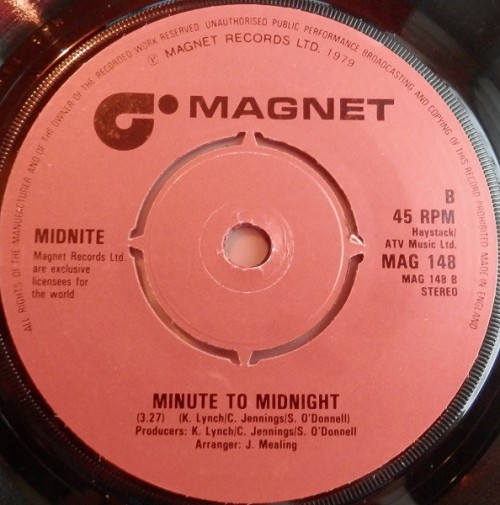 ALL RIGHTS OF THE MANUFACTURER AND OF THE OWNER OF THE RECORDED WORK RESERVED. UNAUTHORISED PUBLIC PERFORMANCE BROADCASTING AND COPYING OF THIS RECORD PROHIBITED. MADE IN ENGLAND
℗ MAGNET RECORDS LTD. 1979
MAGNET
B
45 RPM
Haystack/
ATV Music Ltd.
MAG 148
MAG 148 B
STEREO
MIDNITE
Magnet Records Ltd.
are exclusive
licensees for
the world
MINUTE TO MIDNIGHT
(3.27) (K. Lynch/C. Jennings/S. O'Donnell)
Producers: K. Lynch/C. Jennings/S. O'Donnell
Arranger: J. Mealing